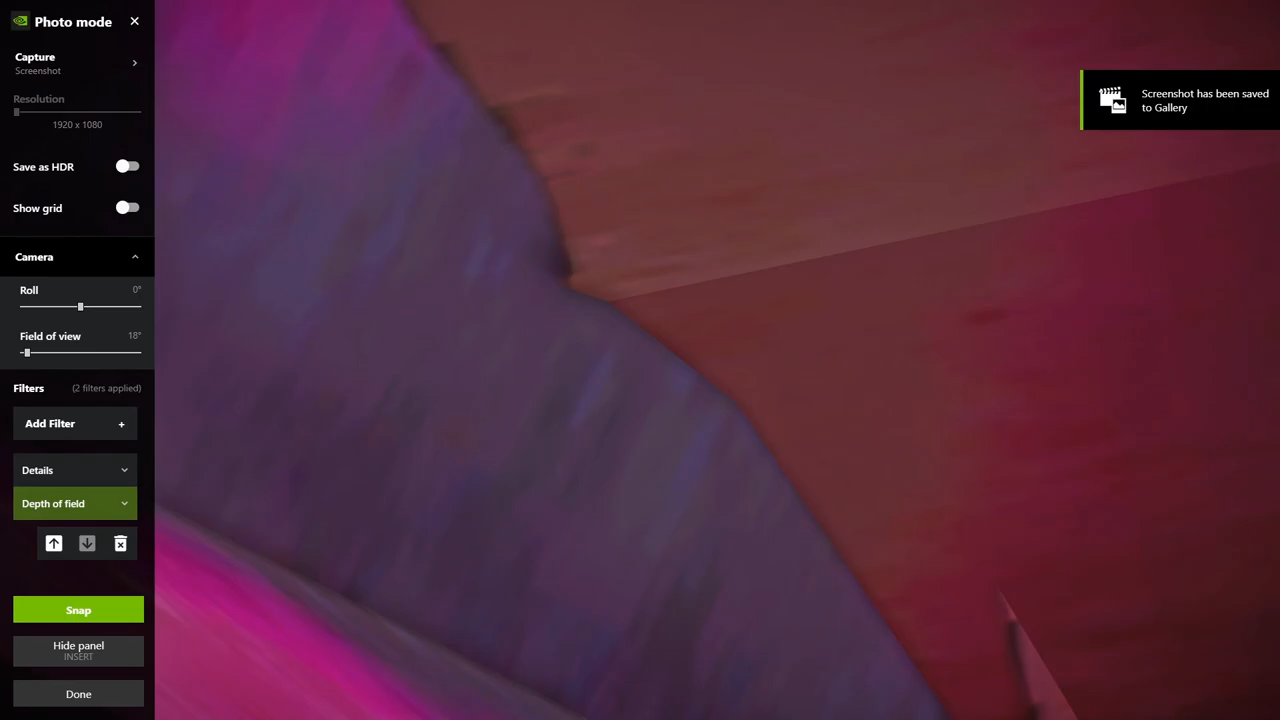 Photo mode
Capture
Screenshot
Resolution
1920 x 1080
Save as HDR
Show grid
Camera
Roll 0°
Field of view 18°
Filters (2 filters applied)
Add Filter +
Details
Depth of field
Snap
Hide panel
INSERT
Done
Screenshot has been saved
to Gallery